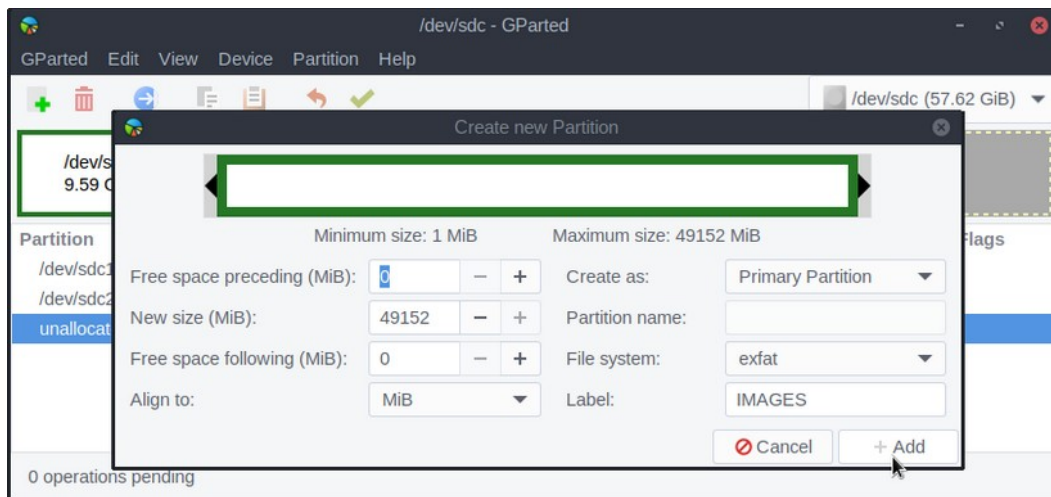 /dev/sdc - GParted
GParted Edit View Device Partition Help
/dev/sdc (57.62 GiB)
Create new Partition
/dev/s
9.59 G
Minimum size: 1 MiB Maximum size: 49152 MiB
Partition
Flags
/dev/sdc1
/dev/sdc2
unallocat
Free space preceding (MiB): 0 Create as: Primary Partition
New size (MiB): 49152 Partition name:
Free space following (MiB): 0 File system: exfat
Align to: MiB Label: IMAGES
Cancel Add
0 operations pending